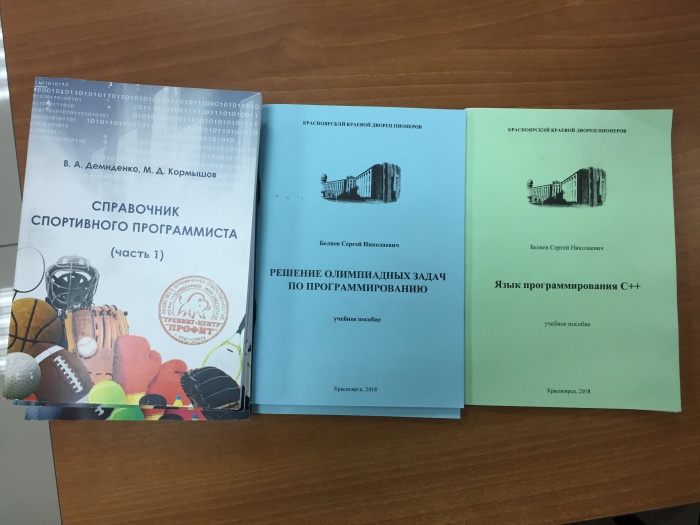 В. А. Демиденко, М. Д. Кормышов
СПРАВОЧНИК
СПОРТИВНОГО ПРОГРАММИСТА
(часть 1)
"ТРЕНИНГ-ЦЕНТР
"ПРОФИТ"
КРАСНОЯРСКИЙ КРАЕВОЙ ДВОРЕЦ ПИОНЕРОВ
Беляев Сергей Николаевич
РЕШЕНИЕ ОЛИМПИАДНЫХ ЗАДАЧ
ПО ПРОГРАММИРОВАНИЮ
учебное пособие
Красноярск, 2018
КРАСНОЯРСКИЙ КРАЕВОЙ ДВОРЕЦ ПИОНЕРОВ
Беляев Сергей Николаевич
Язык программирования С++
учебное пособие
Красноярск, 2018